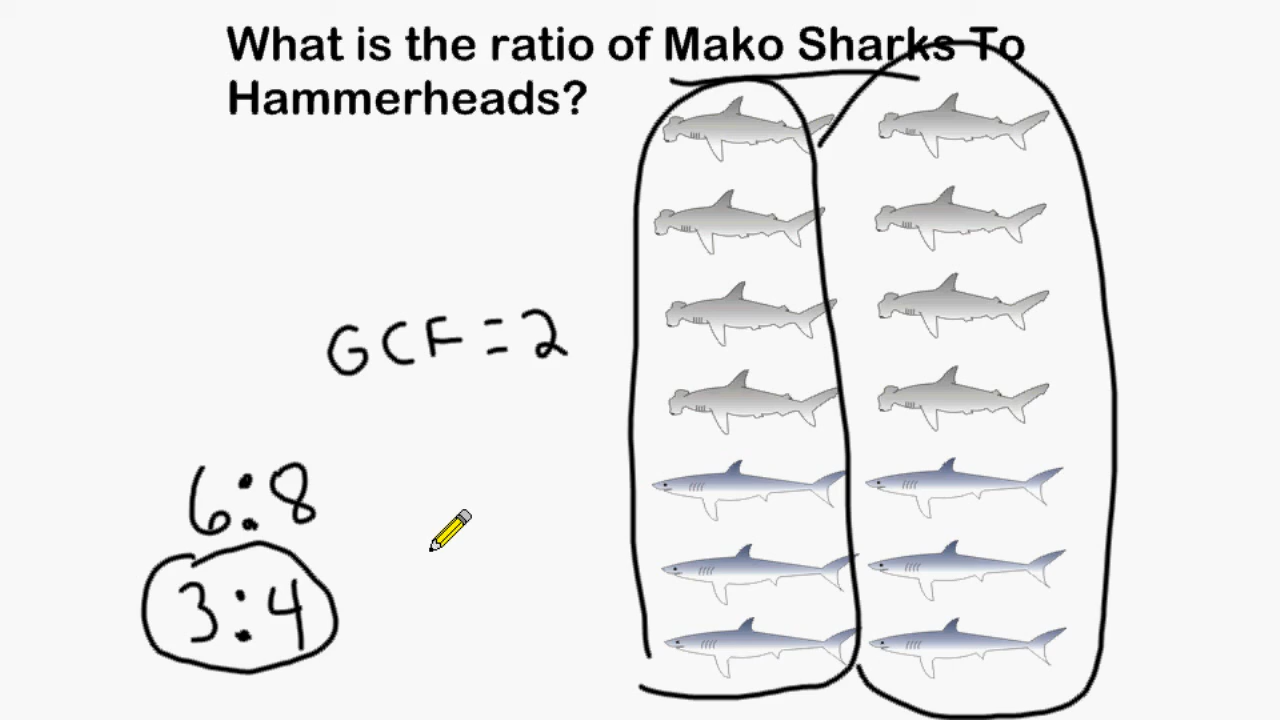 What is the ratio of Mako Sharks To
Hammerheads?
GCF = 2
6:8
3:4